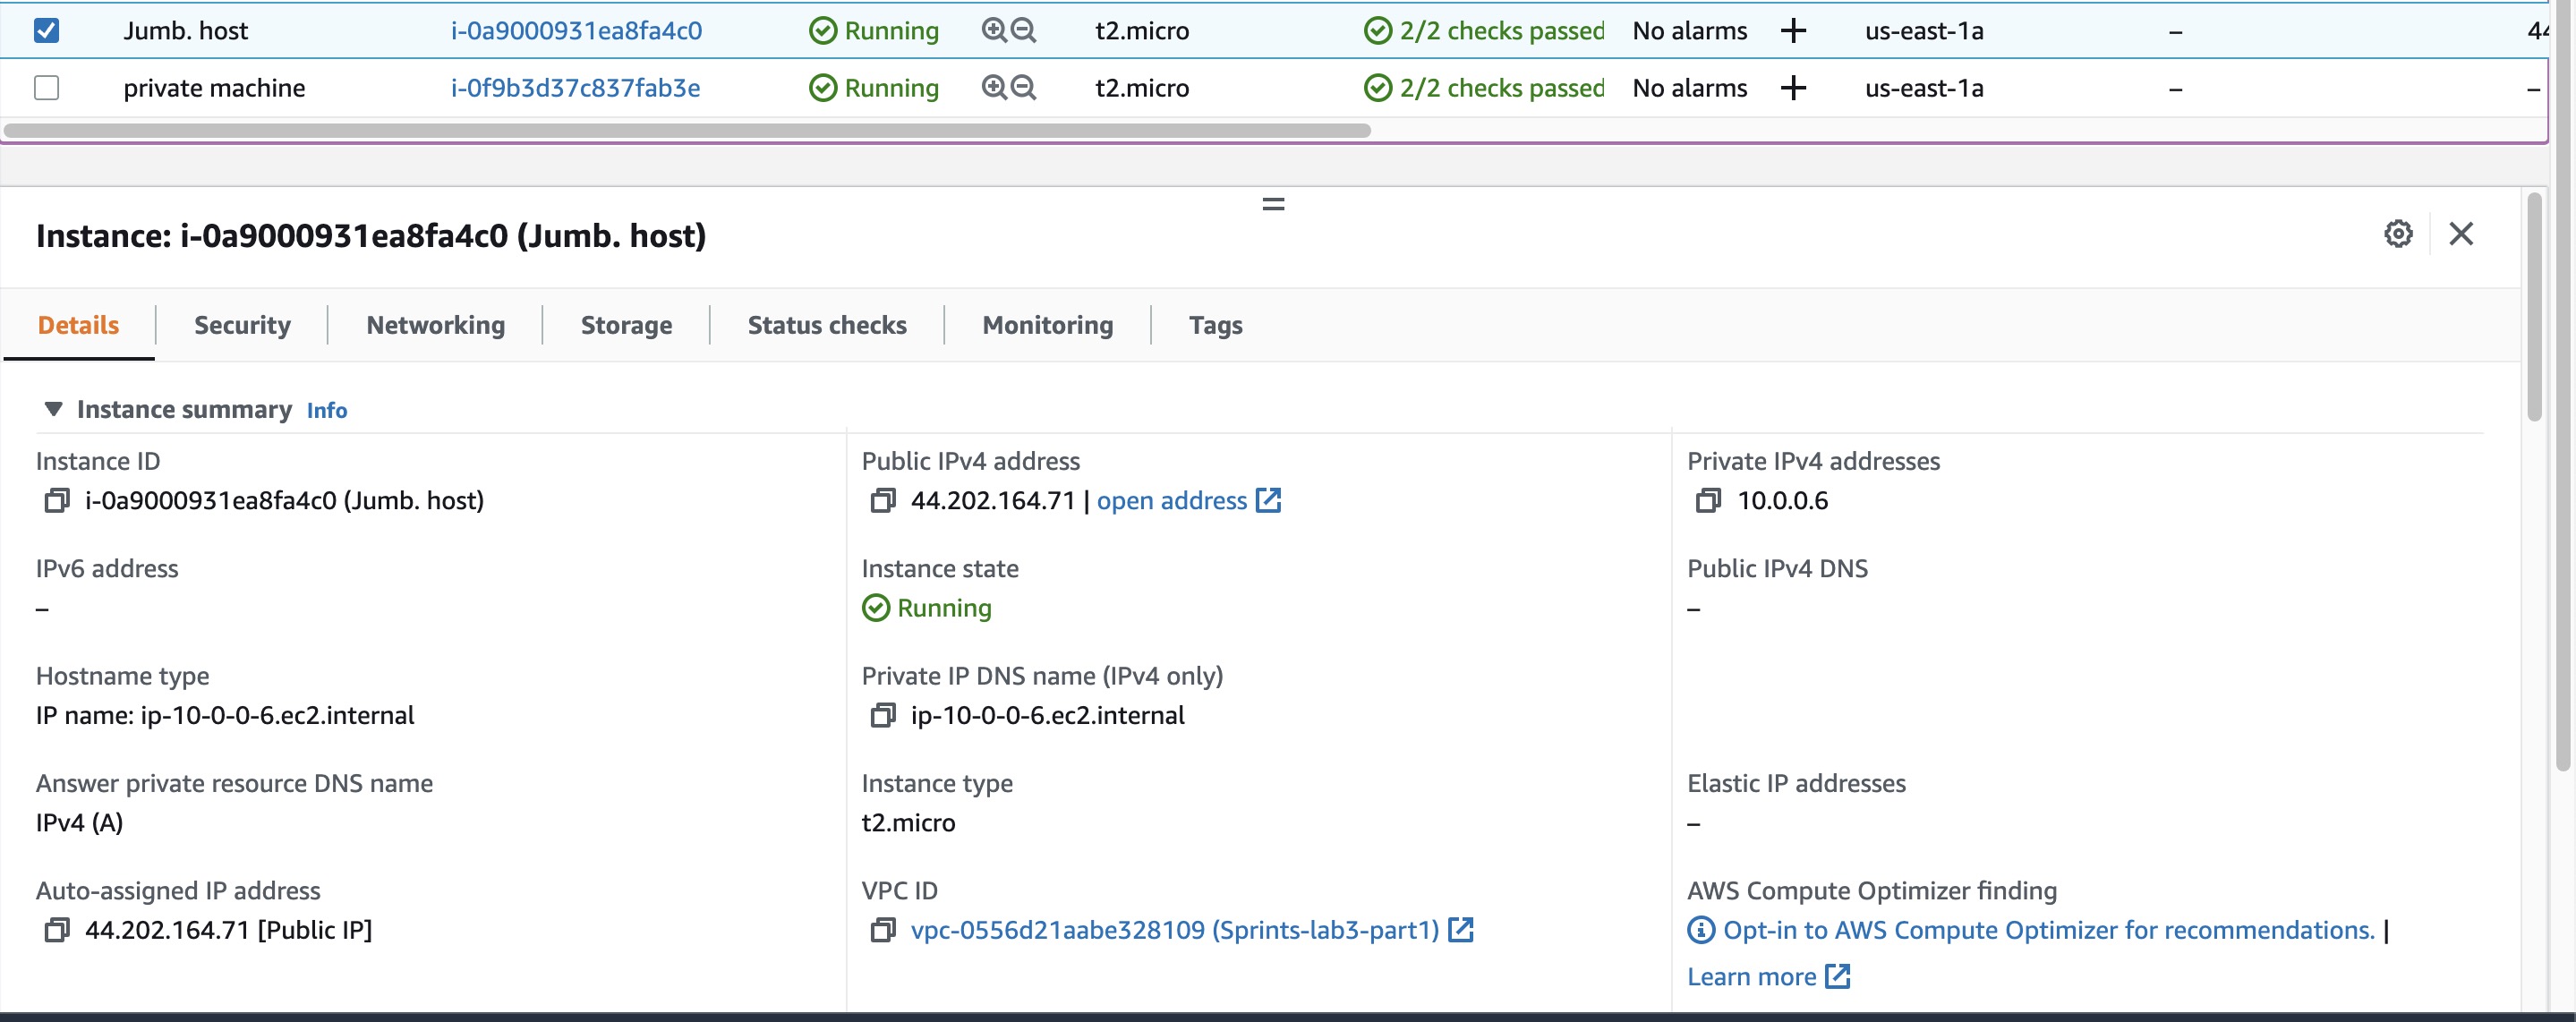 Jumb. host i-0a9000931ea8fa4c0 Running t2.micro 2/2 checks passed No alarms + us-east-1a – 44
private machine i-0f9b3d37c837fab3e Running t2.micro 2/2 checks passed No alarms + us-east-1a – –
Instance: i-0a9000931ea8fa4c0 (Jumb. host)
Details Security Networking Storage Status checks Monitoring Tags
Instance summary Info
Instance ID Public IPv4 address Private IPv4 addresses
i-0a9000931ea8fa4c0 (Jumb. host) 44.202.164.71 | open address 10.0.0.6
IPv6 address Instance state Public IPv4 DNS
– Running –
Hostname type Private IP DNS name (IPv4 only)
IP name: ip-10-0-0-6.ec2.internal ip-10-0-0-6.ec2.internal
Answer private resource DNS name Instance type Elastic IP addresses
IPv4 (A) t2.micro –
Auto-assigned IP address VPC ID AWS Compute Optimizer finding
44.202.164.71 [Public IP] vpc-0556d21aabe328109 (Sprints-lab3-part1) Opt-in to AWS Compute Optimizer for recommendations. |
Learn more